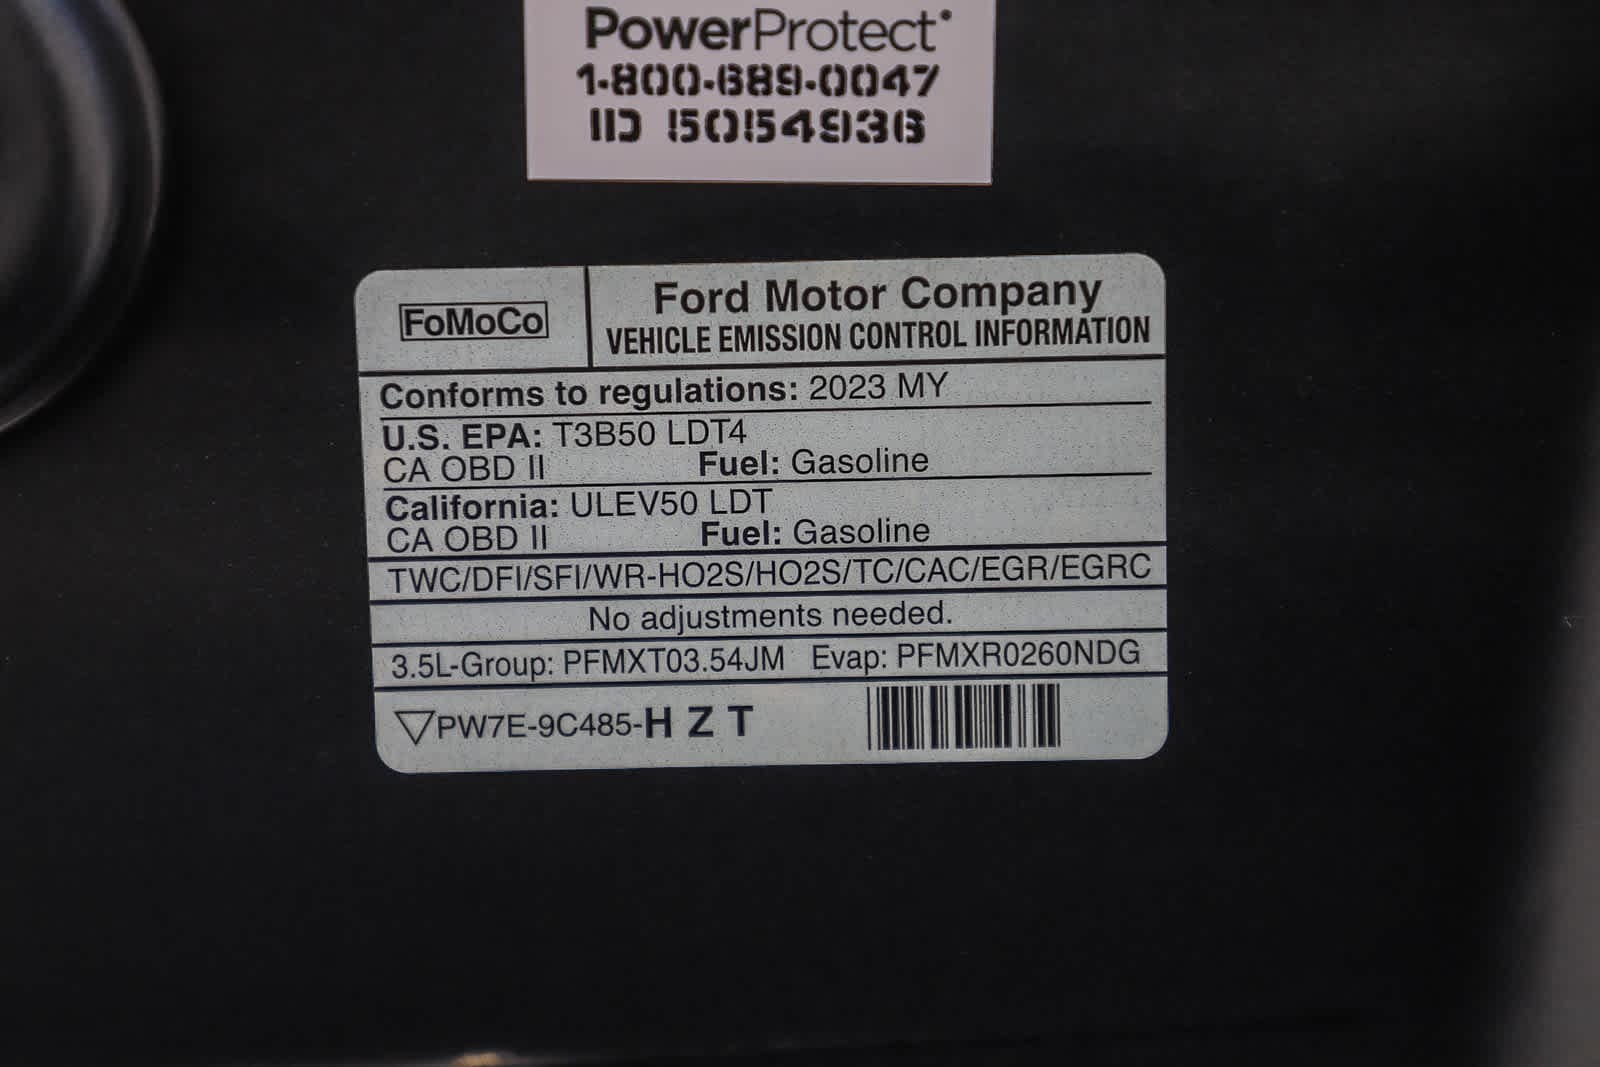 PowerProtect
1-800-689-0047
ID 5054936
FoMoCo
Ford Motor Company
VEHICLE EMISSION CONTROL INFORMATION
Conforms to regulations: 2023 MY
U.S. EPA: T3B50 LDT4
CA OBD II Fuel: Gasoline
California: ULEV50 LDT
CA OBD II Fuel: Gasoline
TWC/DFI/SFI/WR-HO2S/HO2S/TC/CAC/EGR/EGRC
No adjustments needed.
3.5L-Group: PFMXT03.54JM Evap: PFMXR0260NDG
PW7E-9C485-H Z T